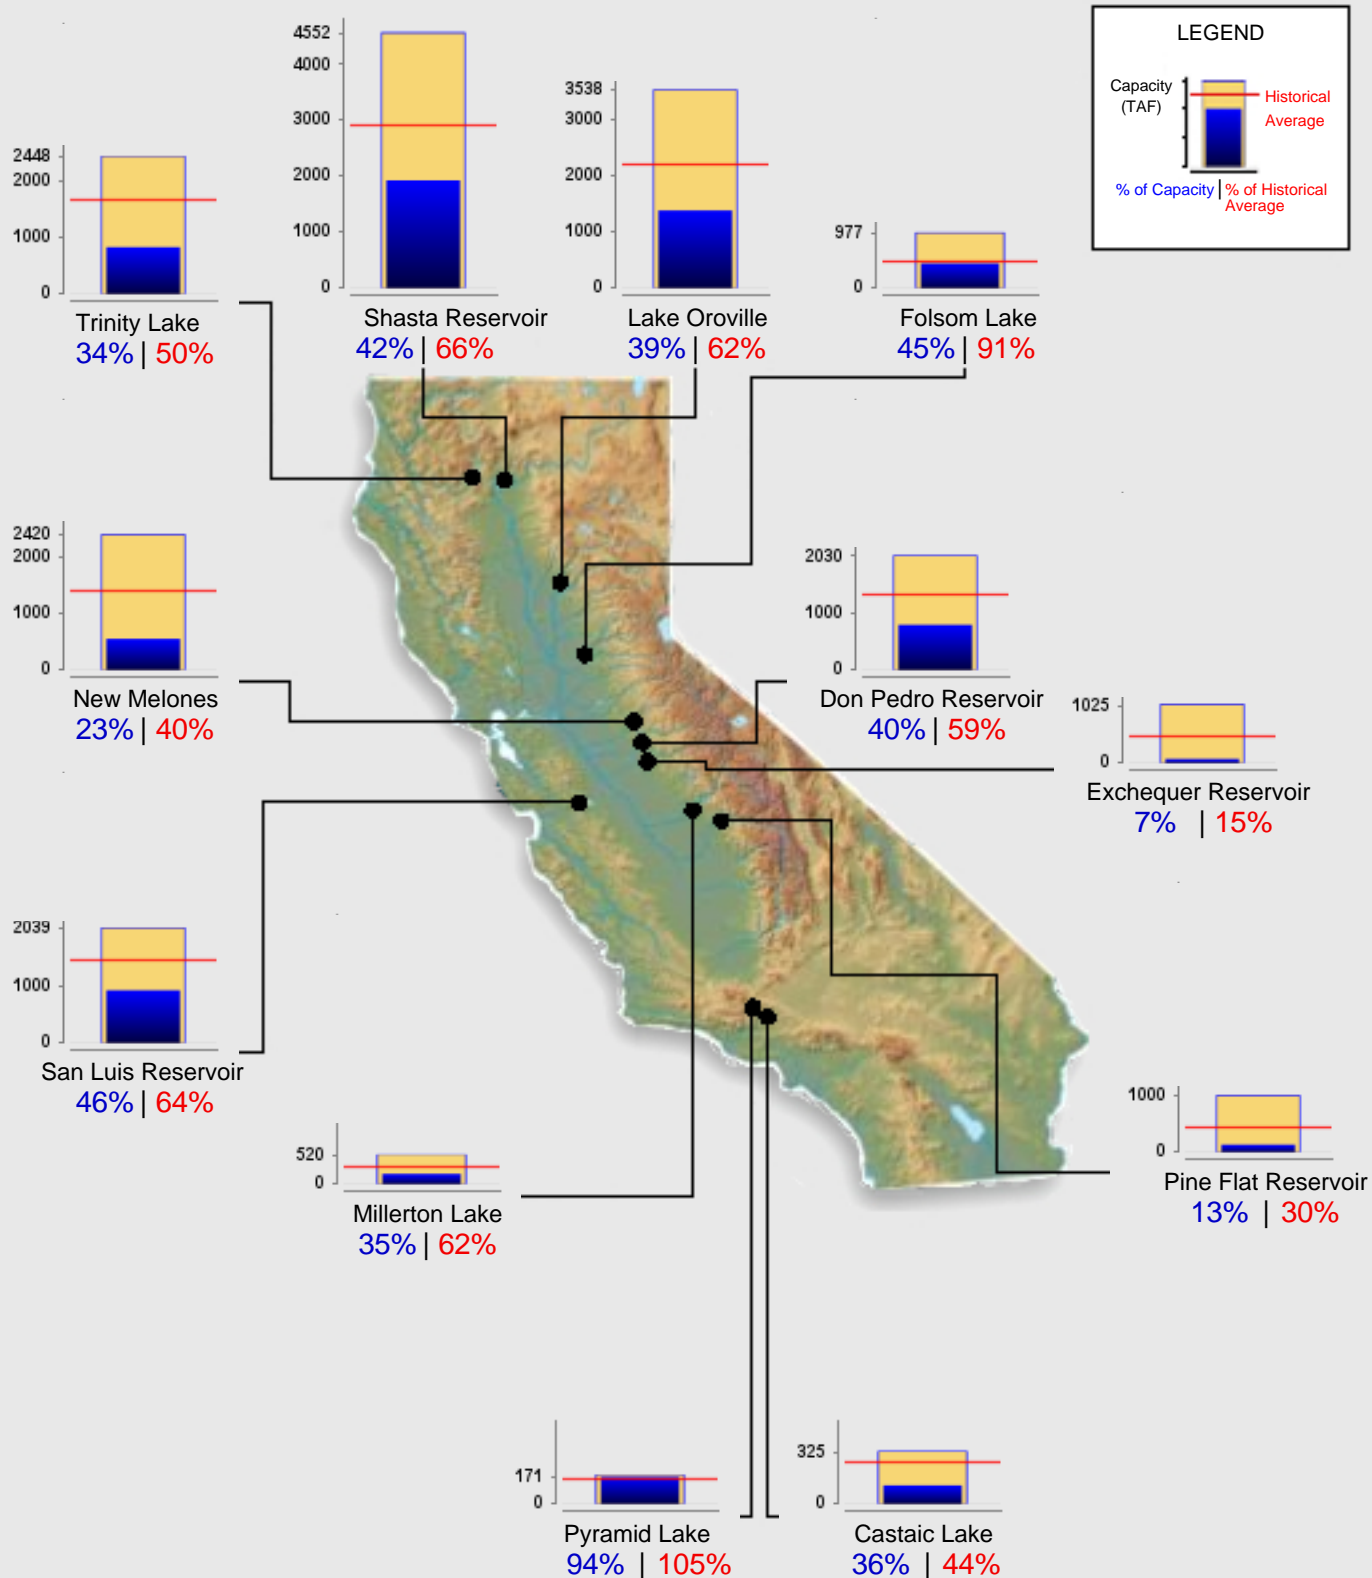 LEGEND
Capacity
(TAF)
Historical
Average
% of Capacity | % of Historical
Average
2448
2000
1000
0
Trinity Lake
34% | 50%
4552
4000
3000
2000
1000
0
Shasta Reservoir
42% | 66%
3538
3000
2000
1000
0
Lake Oroville
39% | 62%
977
0
Folsom Lake
45% | 91%
2420
2000
1000
0
New Melones
23% | 40%
2030
1000
0
Don Pedro Reservoir
40% | 59%
1025
0
Exchequer Reservoir
7% | 15%
2039
1000
0
San Luis Reservoir
46% | 64%
520
0
Millerton Lake
35% | 62%
1000
0
Pine Flat Reservoir
13% | 30%
171
0
Pyramid Lake
94% | 105%
325
0
Castaic Lake
36% | 44%